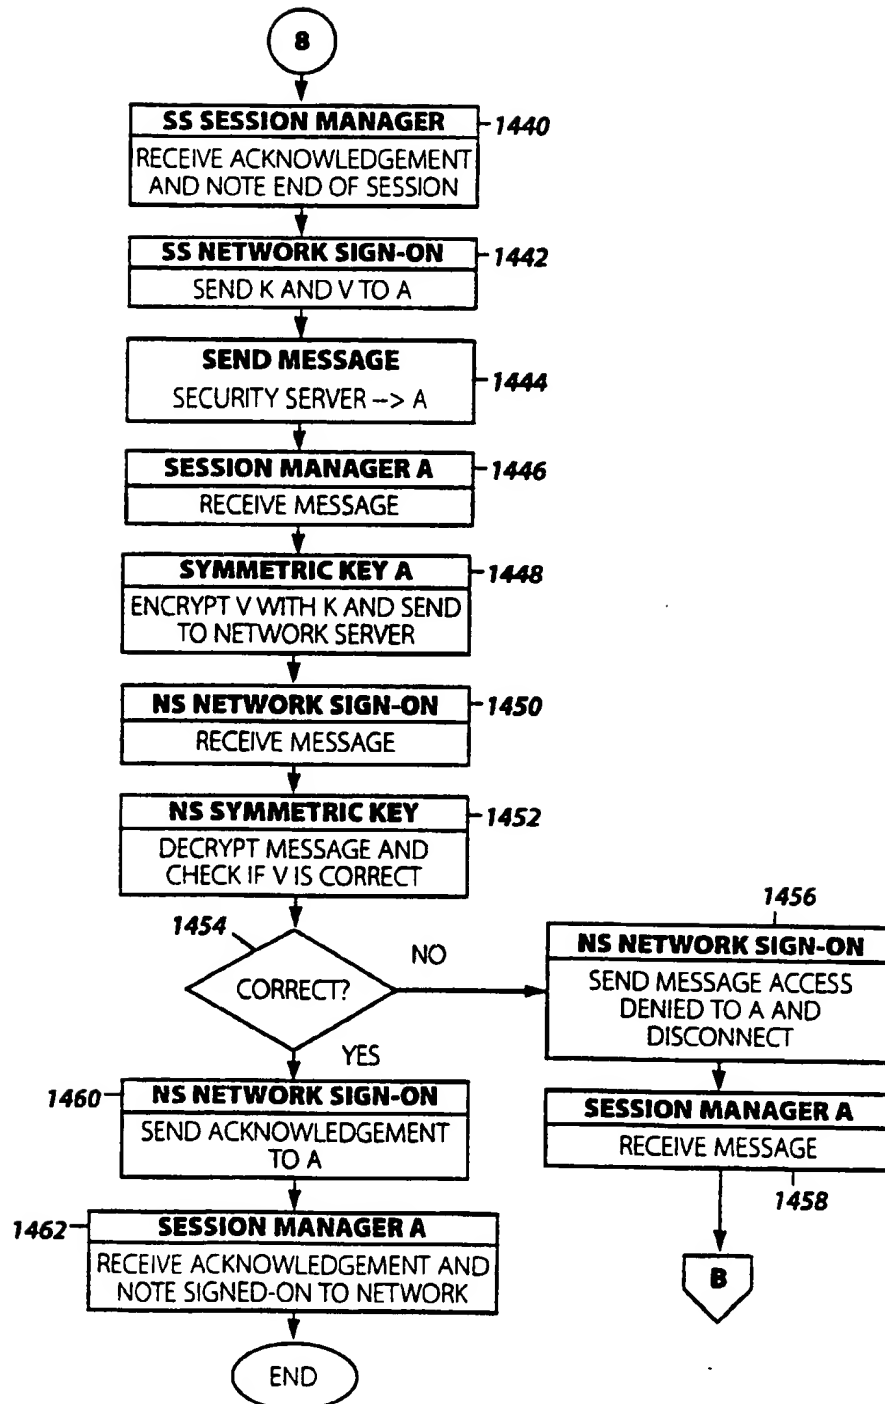 8
SS SESSION MANAGER
1440
RECEIVE ACKNOWLEDGEMENT
AND NOTE END OF SESSION
SS NETWORK SIGN-ON
1442
SEND K AND V TO A
SEND MESSAGE
1444
SECURITY SERVER --> A
SESSION MANAGER A
1446
RECEIVE MESSAGE
SYMMETRIC KEY A
1448
ENCRYPT V WITH K AND SEND
TO NETWORK SERVER
NS NETWORK SIGN-ON
1450
RECEIVE MESSAGE
NS SYMMETRIC KEY
1452
DECRYPT MESSAGE AND
CHECK IF V IS CORRECT
1454
CORRECT?
NO
YES
1456
NS NETWORK SIGN-ON
SEND MESSAGE ACCESS
DENIED TO A AND
DISCONNECT
SESSION MANAGER A
RECEIVE MESSAGE
1458
B
1460
NS NETWORK SIGN-ON
SEND ACKNOWLEDGEMENT
TO A
1462
SESSION MANAGER A
RECEIVE ACKNOWLEDGEMENT AND
NOTE SIGNED-ON TO NETWORK
END